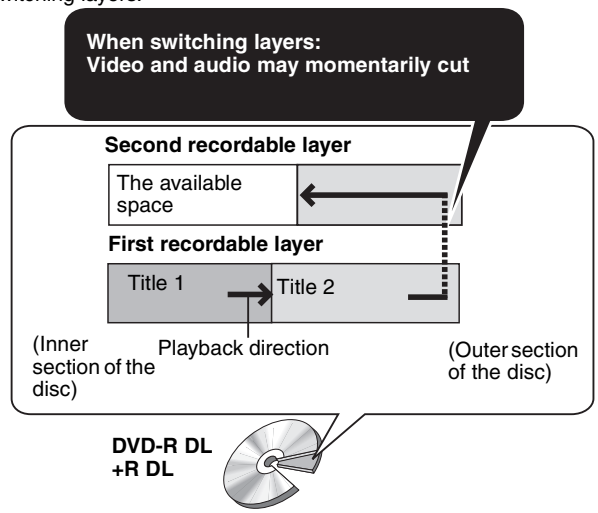 switching layers.
When switching layers:
Video and audio may momentarily cut
Second recordable layer
The available
space
First recordable layer
Title 1
Title 2
Playback direction
(Inner
section of the
disc)
(Outer section
of the disc)
DVD-R DL
+R DL